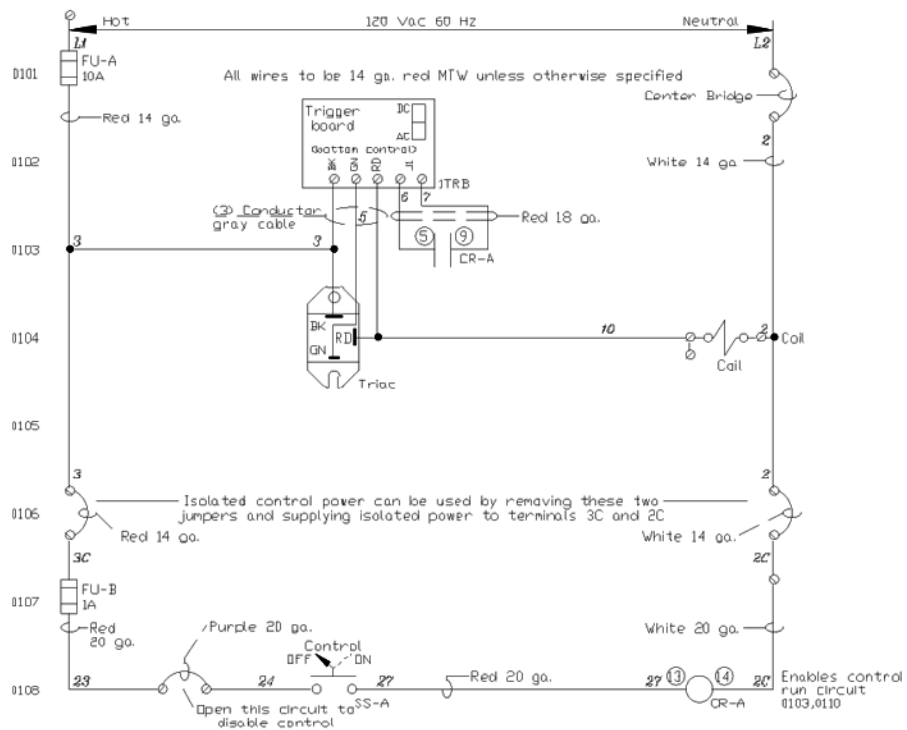 Hot
120 Vac 60 Hz
Neutral
L1
L2
0101
FU-A
10A
All wires to be 14 ga. red MTW unless otherwise specified
Center Bridge
Red 14 ga.
Trigger
board
DC
AC
(bottom control)
2
0102
BK
GN
RD
J1
White 14 ga
1TRB
6
7
(3) Conductor
gray cable
5
Red 18 ga.
0103
3
3
5
9
CR-A
0104
BK
RD
GN
10
2
Coil
Coil
Triac
0105
3
2
0106
Isolated control power can be used by removing these two
jumpers and supplying isolated power to terminals 3C and 2C
Red 14 ga.
White 14 ga.
3C
2C
0107
FU-B
1A
Red
20 ga.
Purple 20 ga.
White 20 ga.
Control
OFF
ON
Red 20 ga.
0108
23
24
27
27
13
14
2C
SS-A
CR-A
Enables control
run circuit
0103,0110
Open this circuit to
disable control